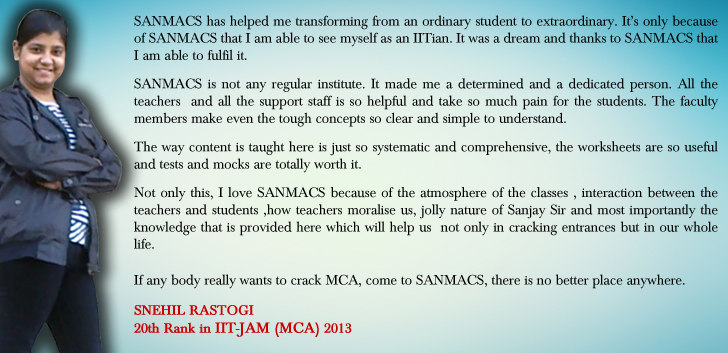 SANMACS has helped me transforming from an ordinary student to extraordinary. It's only because
of SANMACS that I am able to see myself as an IITian. It was a dream and thanks to SANMACS that
I am able to fulfil it.
SANMACS is not any regular institute. It made me a determined and a dedicated person. All the
teachers and all the support staff is so helpful and take so much pain for the students. The faculty
members make even the tough concepts so clear and simple to understand.
The way content is taught here is just so systematic and comprehensive, the worksheets are so useful
and tests and mocks are totally worth it.
Not only this, I love SANMACS because of the atmosphere of the classes , interaction between the
teachers and students ,how teachers moralise us, jolly nature of Sanjay Sir and most importantly the
knowledge that is provided here which will help us not only in cracking entrances but in our whole
life.
If any body really wants to crack MCA, come to SANMACS, there is no better place anywhere.
SNEHIL RASTOGI
20th Rank in IIT-JAM (MCA) 2013